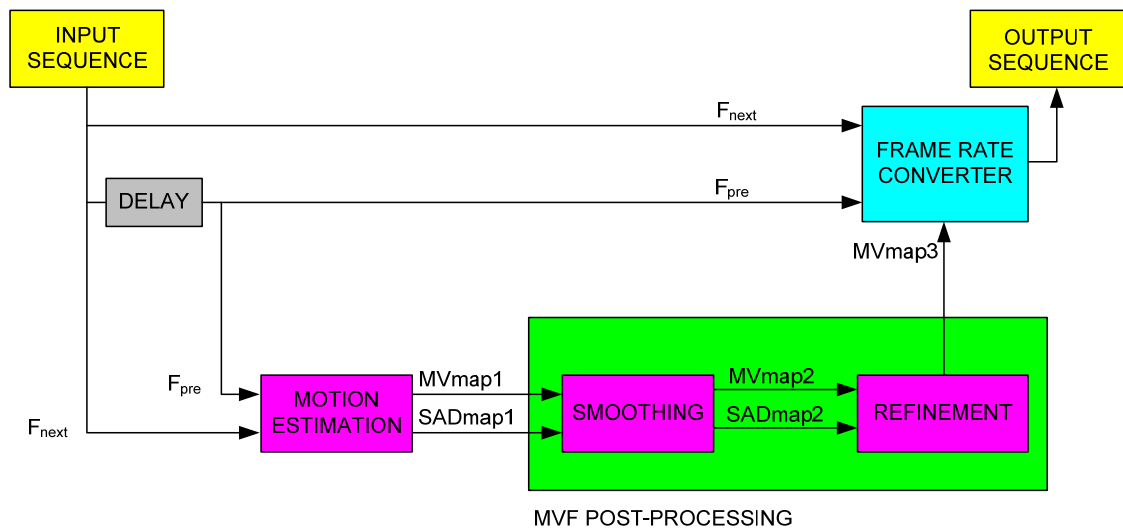 INPUT
SEQUENCE
OUTPUT
SEQUENCE
Fnext
FRAME RATE
CONVERTER
DELAY
Fpre
MVmap3
Fpre
Fnext
MOTION
ESTIMATION
MVmap1
SADmap1
SMOOTHING
MVmap2
SADmap2
REFINEMENT
MVF POST-PROCESSING